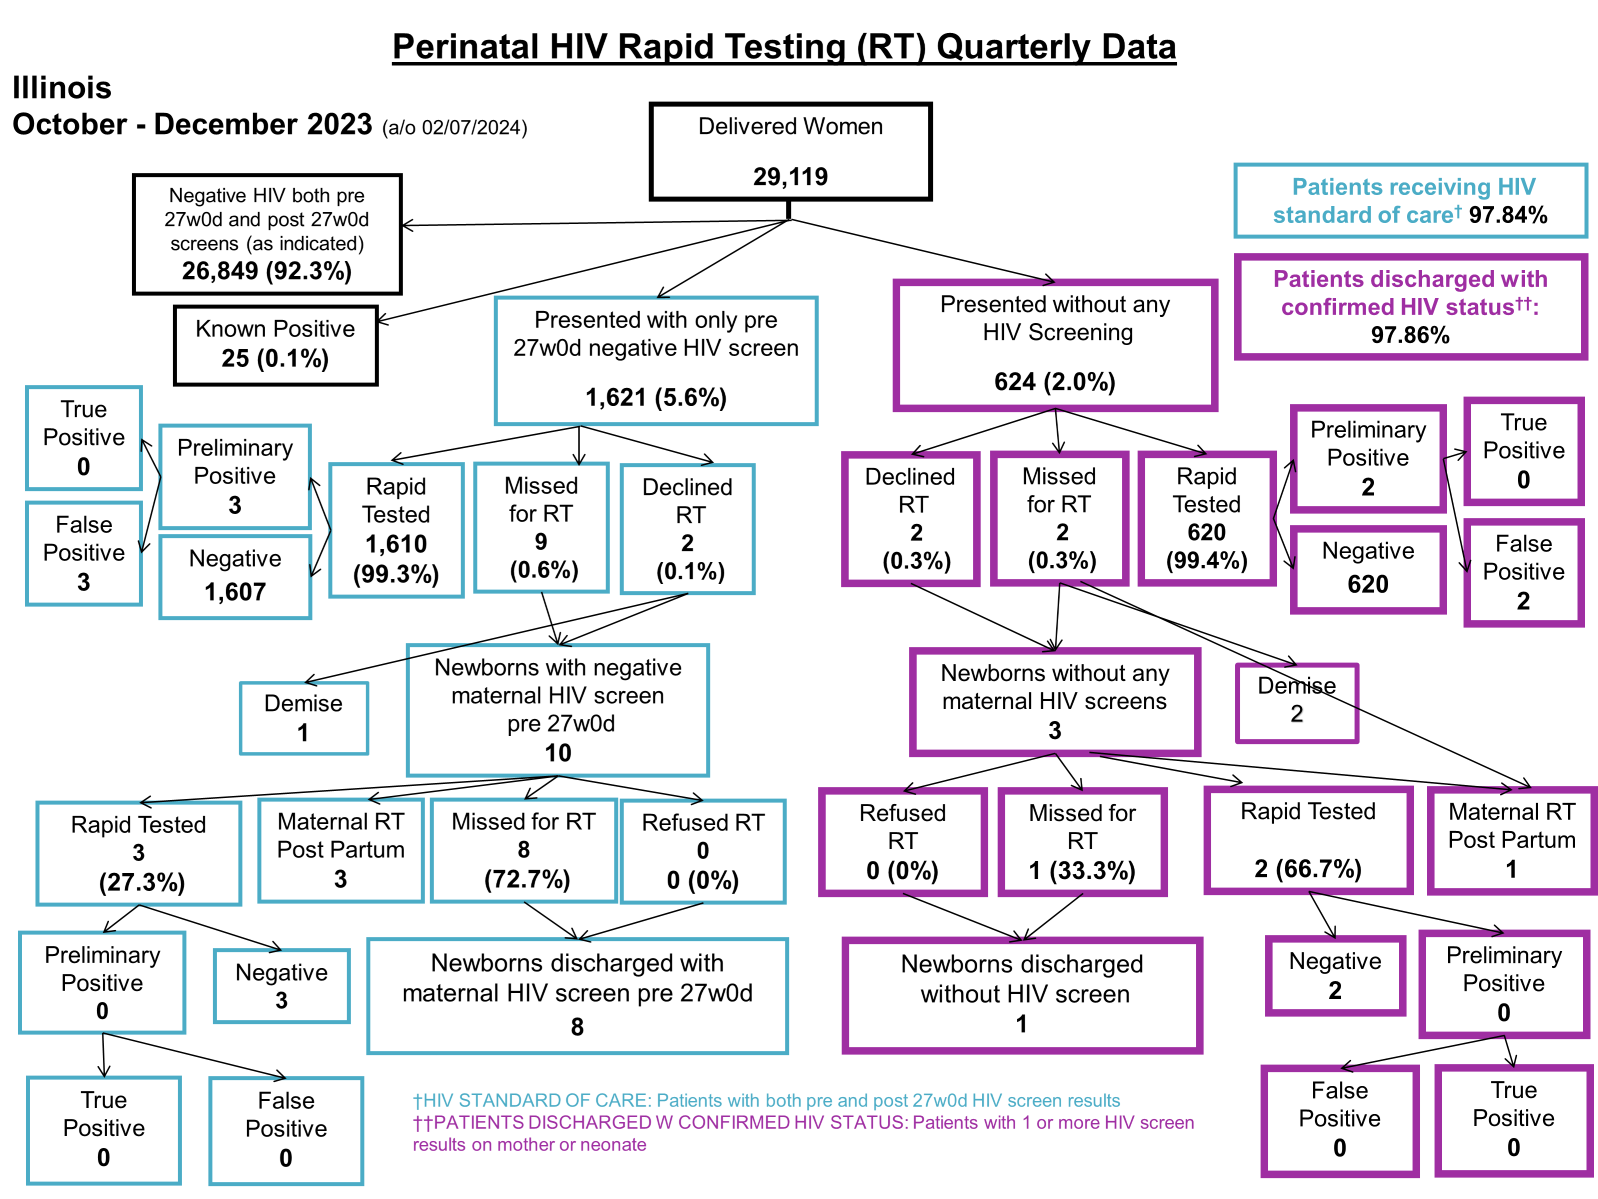 Perinatal HIV Rapid Testing (RT) Quarterly Data
Illinois
October - December 2023 (a/o 02/07/2024)
Delivered Women
29,119
Negative HIV both pre
27w0d and post 27w0d
screens (as indicated)
26,849 (92.3%)
Known Positive
25 (0.1%)
Presented with only pre
27w0d negative HIV screen
1,621 (5.6%)
Presented without any
HIV Screening
624 (2.0%)
Patients receiving HIV
standard of care† 97.84%
Patients discharged with
confirmed HIV status††:
97.86%
True
Positive
0
False
Positive
3
Preliminary
Positive
3
Negative
1,607
Rapid
Tested
1,610
(99.3%)
Missed
for RT
9
(0.6%)
Declined
RT
2
(0.1%)
Declined
RT
2
(0.3%)
Missed
for RT
2
(0.3%)
Rapid
Tested
620
(99.4%)
Preliminary
Positive
2
Negative
620
True
Positive
0
False
Positive
2
Demise
1
Newborns with negative
maternal HIV screen
pre 27w0d
10
Newborns without any
maternal HIV screens
3
Demise
2
Rapid Tested
3
(27.3%)
Maternal RT
Post Partum
3
Missed for RT
8
(72.7%)
Refused RT
0
0 (0%)
Refused
RT
0 (0%)
Missed for
RT
1 (33.3%)
Rapid Tested
2 (66.7%)
Maternal RT
Post Partum
1
Preliminary
Positive
0
Negative
3
Newborns discharged with
maternal HIV screen pre 27w0d
8
Newborns discharged
without HIV screen
1
Negative
2
Preliminary
Positive
0
True
Positive
0
False
Positive
0
False
Positive
0
True
Positive
0
†HIV STANDARD OF CARE: Patients with both pre and post 27w0d HIV screen results
††PATIENTS DISCHARGED W CONFIRMED HIV STATUS: Patients with 1 or more HIV screen
results on mother or neonate